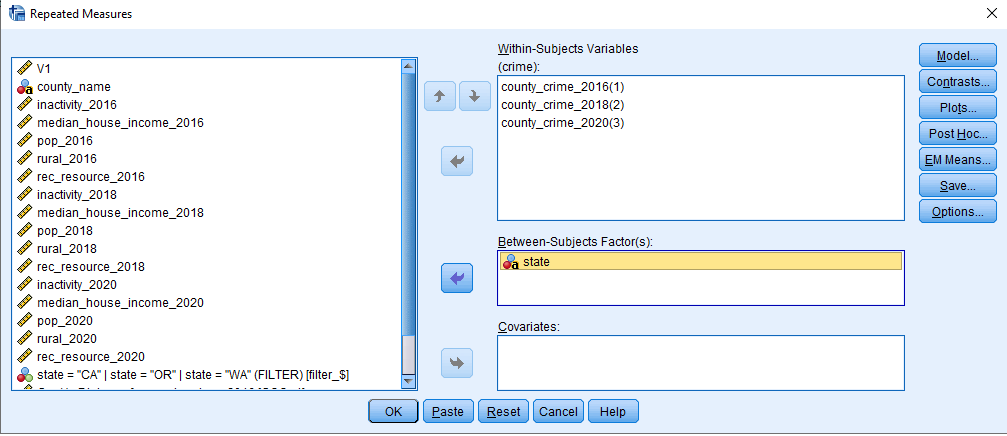 Repeated Measures
V1
county_name
inactivity_2016
median_house_income_2016
pop_2016
rural_2016
rec_resource_2016
inactivity_2018
median_house_income_2018
pop_2018
rural_2018
rec_resource_2018
inactivity_2020
median_house_income_2020
pop_2020
rural_2020
rec_resource_2020
state = "CA" | state = "OR" | state = "WA" (FILTER) [filter_$]
Within-Subjects Variables
(crime):
county_crime_2016(1)
county_crime_2018(2)
county_crime_2020(3)
Between-Subjects Factor(s):
state
Covariates:
Model...
Contrasts...
Plots...
Post Hoc...
EM Means...
Save...
Options...
OK Paste Reset Cancel Help